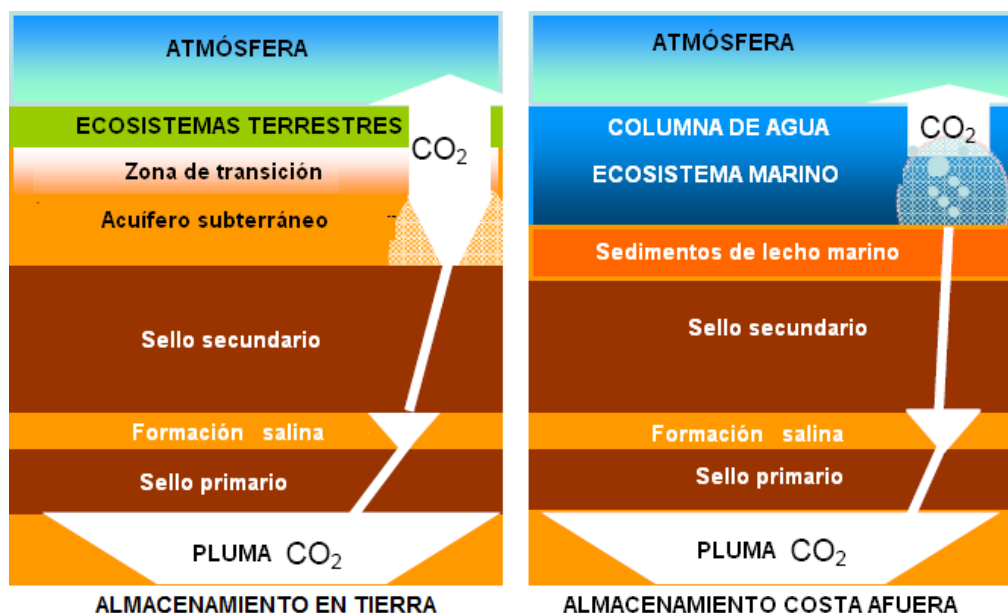 ATMÓSFERA
ECOSISTEMAS TERRESTRES
CO2
Zona de transición
Acuífero subterráneo
Sello secundario
Formación salina
Sello primario
PLUMA CO2
ALMACENAMIENTO EN TIERRA
ATMÓSFERA
COLUMNA DE AGUA
CO2
ECOSISTEMA MARINO
Sedimentos de lecho marino
Sello secundario
Formación salina
Sello primario
PLUMA CO2
ALMACENAMIENTO COSTA AFUERA